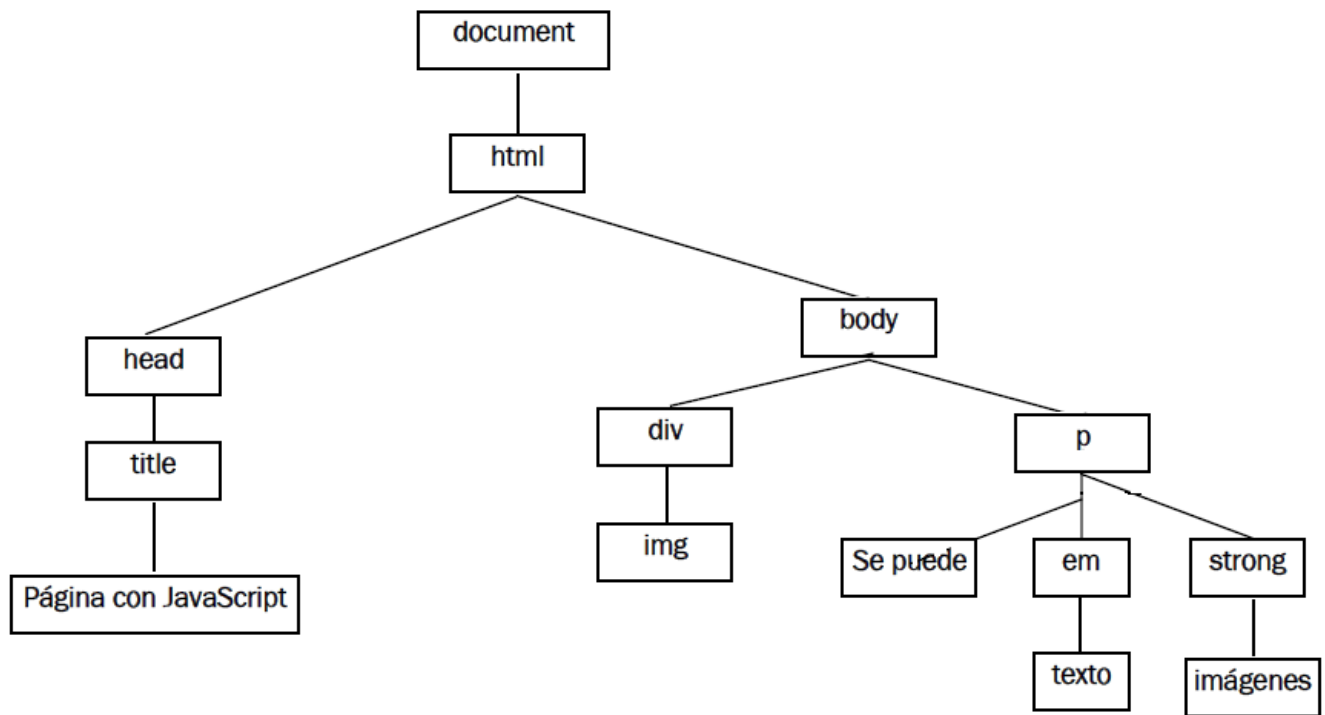 document
html
body
head
div
p
title
img
Se puede
em
strong
Página con JavaScript
texto
imágenes